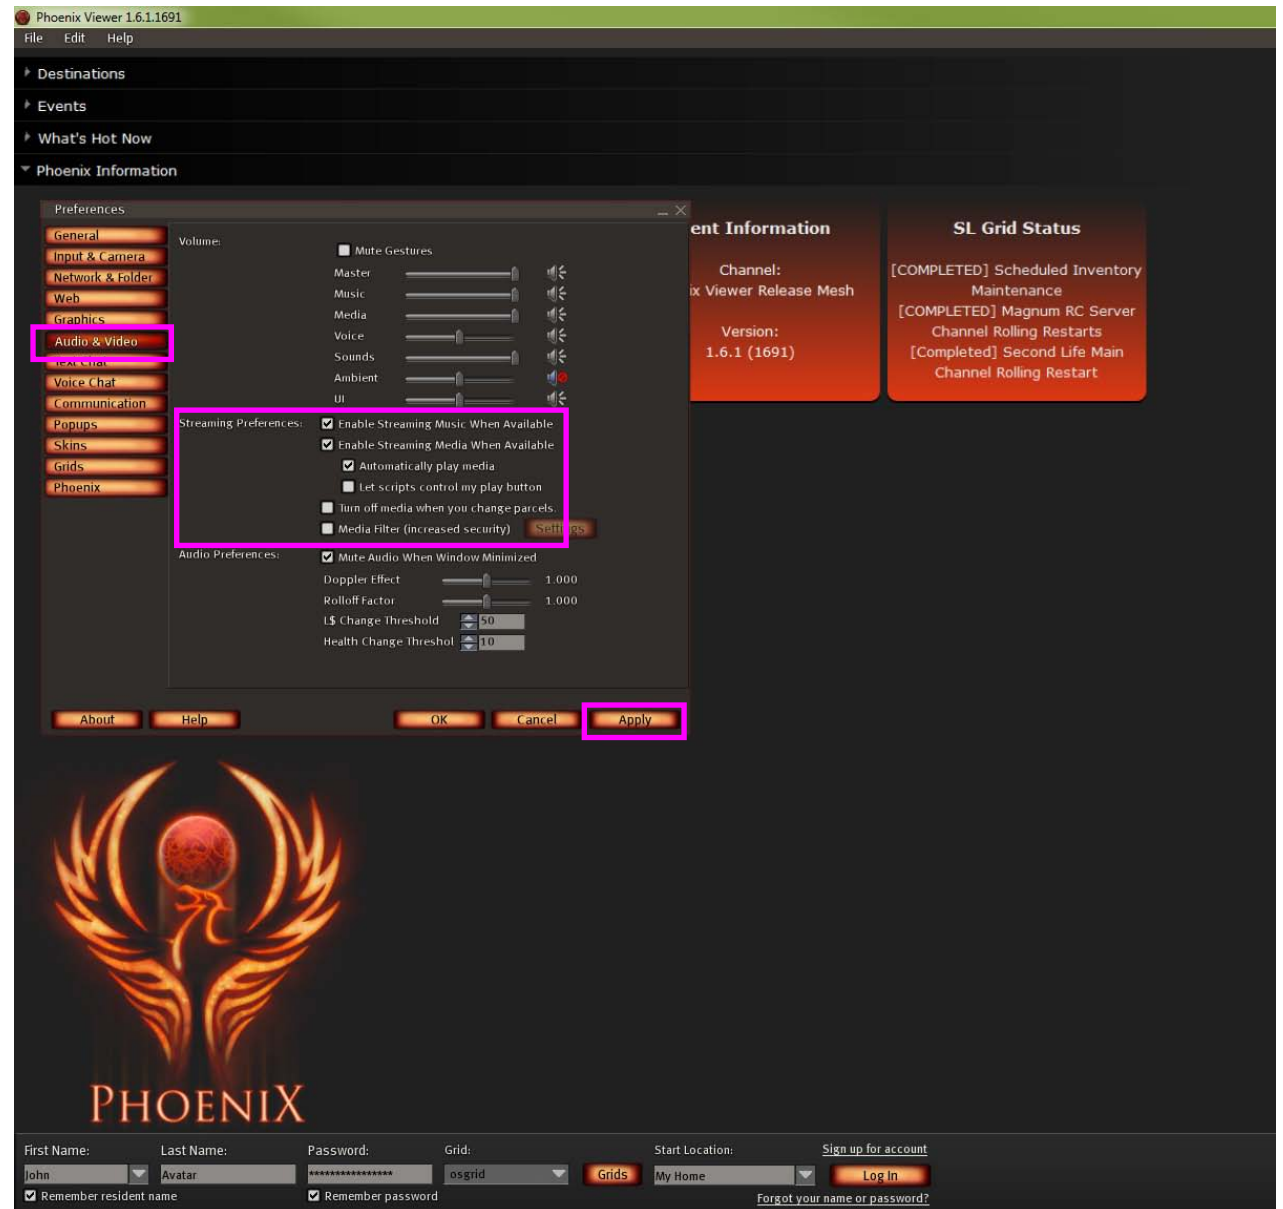 Phoenix Viewer 1.6.1.1691
File Edit Help
Destinations
Events
What's Hot Now
Phoenix Information
Preferences
General
Input & Camera
Network & Folder
Web
Graphics
Audio & Video
Text Chat
Voice Chat
Communication
Popups
Skins
Grids
Phoenix
Volume:
Mute Gestures
Master
Music
Media
Voice
Sounds
Ambient
UI
Streaming Preferences:
Enable Streaming Music When Available
Enable Streaming Media When Available
Automatically play media
Let scripts control my play button
Turn off media when you change parcels.
Media Filter (increased security) Settings
Audio Preferences:
Mute Audio When Window Minimized
Doppler Effect 1.000
Rolloff Factor 1.000
L$ Change Threshold 50
Health Change Threshol 10
About Help OK Cancel Apply
ent Information
Channel:
ix Viewer Release Mesh
Version:
1.6.1 (1691)
SL Grid Status
[COMPLETED] Scheduled Inventory
Maintenance
[COMPLETED] Magnum RC Server
Channel Rolling Restarts
[Completed] Second Life Main
Channel Rolling Restart
PHOENIX
First Name: Last Name: Password: Grid: Start Location: Sign up for account
John Avatar **************** osgrid Grids My Home Log In
Remember resident name Remember password Forgot your name or password?